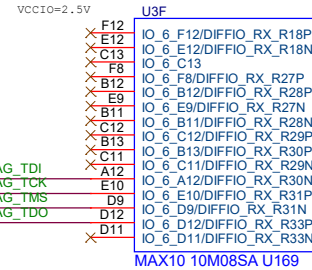 VCCIO=2.5V
U3F
F12 IO_6_F12/DIFFIO_RX_R18P
E12 IO_6_E12/DIFFIO_RX_R18N
C13 IO_6_C13
F8 IO_6_F8/DIFFIO_RX_R27P
B12 IO_6_B12/DIFFIO_RX_R28P
E9 IO_6_E9/DIFFIO_RX_R27N
B11 IO_6_B11/DIFFIO_RX_R28N
C12 IO_6_C12/DIFFIO_RX_R29P
B13 IO_6_B13/DIFFIO_RX_R30P
C11 IO_6_C11/DIFFIO_RX_R29N
AG_TDI A12 IO_6_A12/DIFFIO_RX_R30N
AG_TCK E10 IO_6_E10/DIFFIO_RX_R31P
AG_TMS D9 IO_6_D9/DIFFIO_RX_R31N
AG_TDO D12 IO_6_D12/DIFFIO_RX_R33P
D11 IO_6_D11/DIFFIO_RX_R33N
MAX10 10M08SA U169